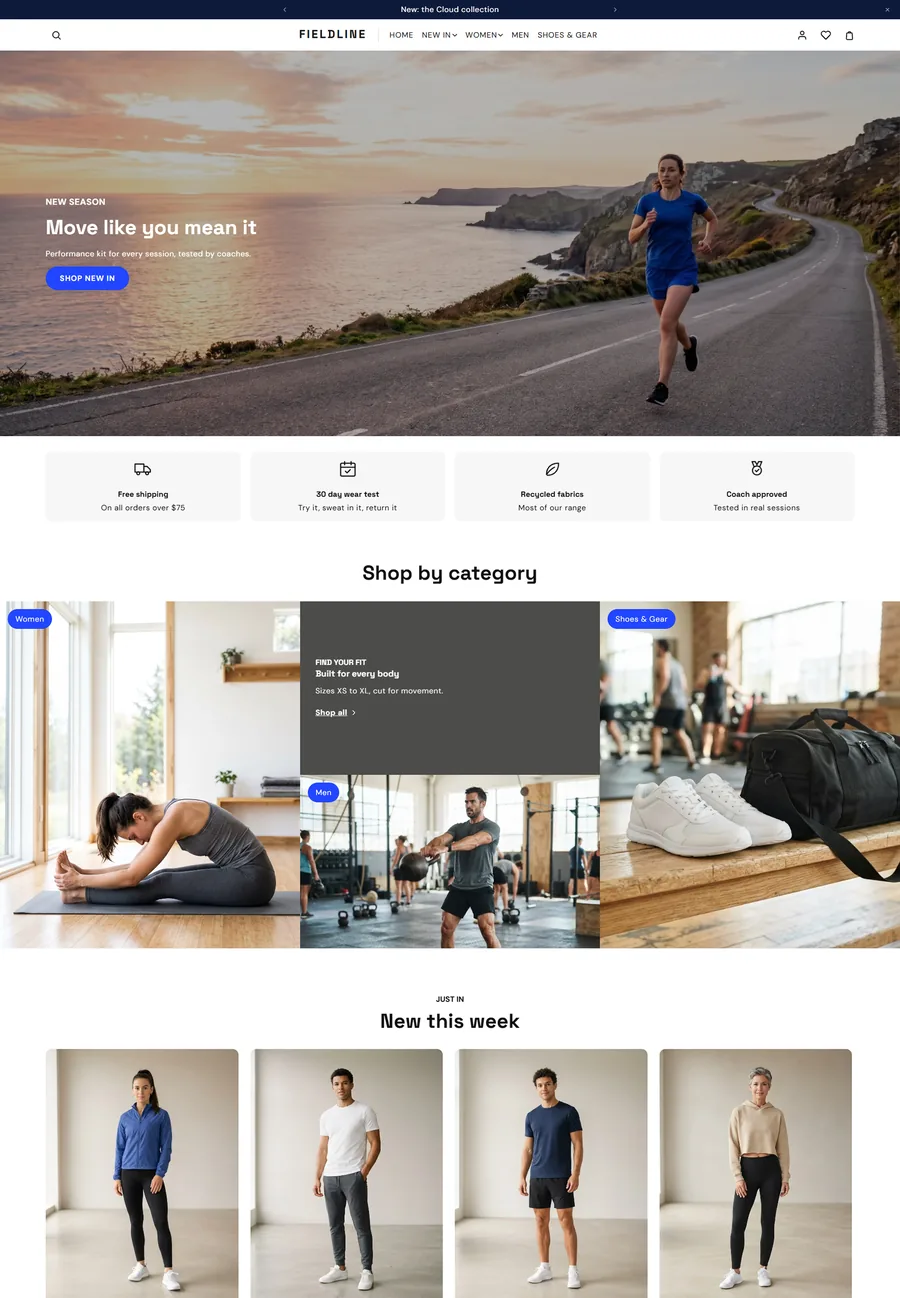 New: the Cloud collection
FIELDLINE
HOME NEW IN WOMEN MEN SHOES & GEAR
NEW SEASON
Move like you mean it
Performance kit for every session, tested by coaches.
SHOP NEW IN
Free shipping
On all orders over $75
30 day wear test
Try it, sweat in it, return it
Recycled fabrics
Most of our range
Coach approved
Tested in real sessions
Shop by category
Women
FIND YOUR FIT
Built for every body
Sizes XS to XL, cut for movement.
Shop all
Men
Shoes & Gear
JUST IN
New this week